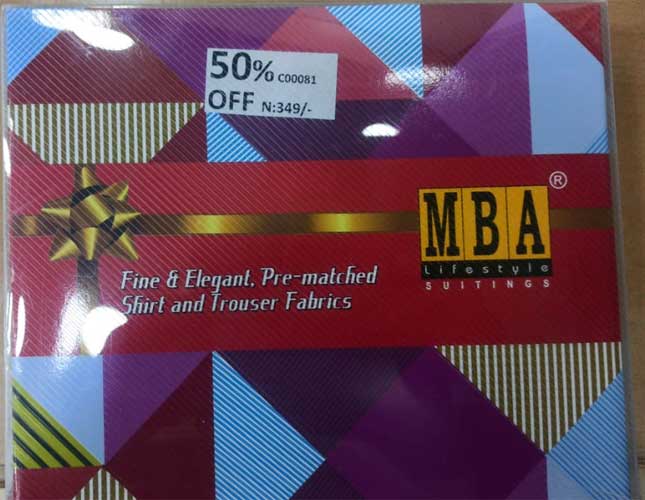 50% C00081
OFF N:349/-
MBA
®
Lifestyle
SUITINGS
Fine & Elegant, Pre-matched
Shirt and Trouser Fabrics